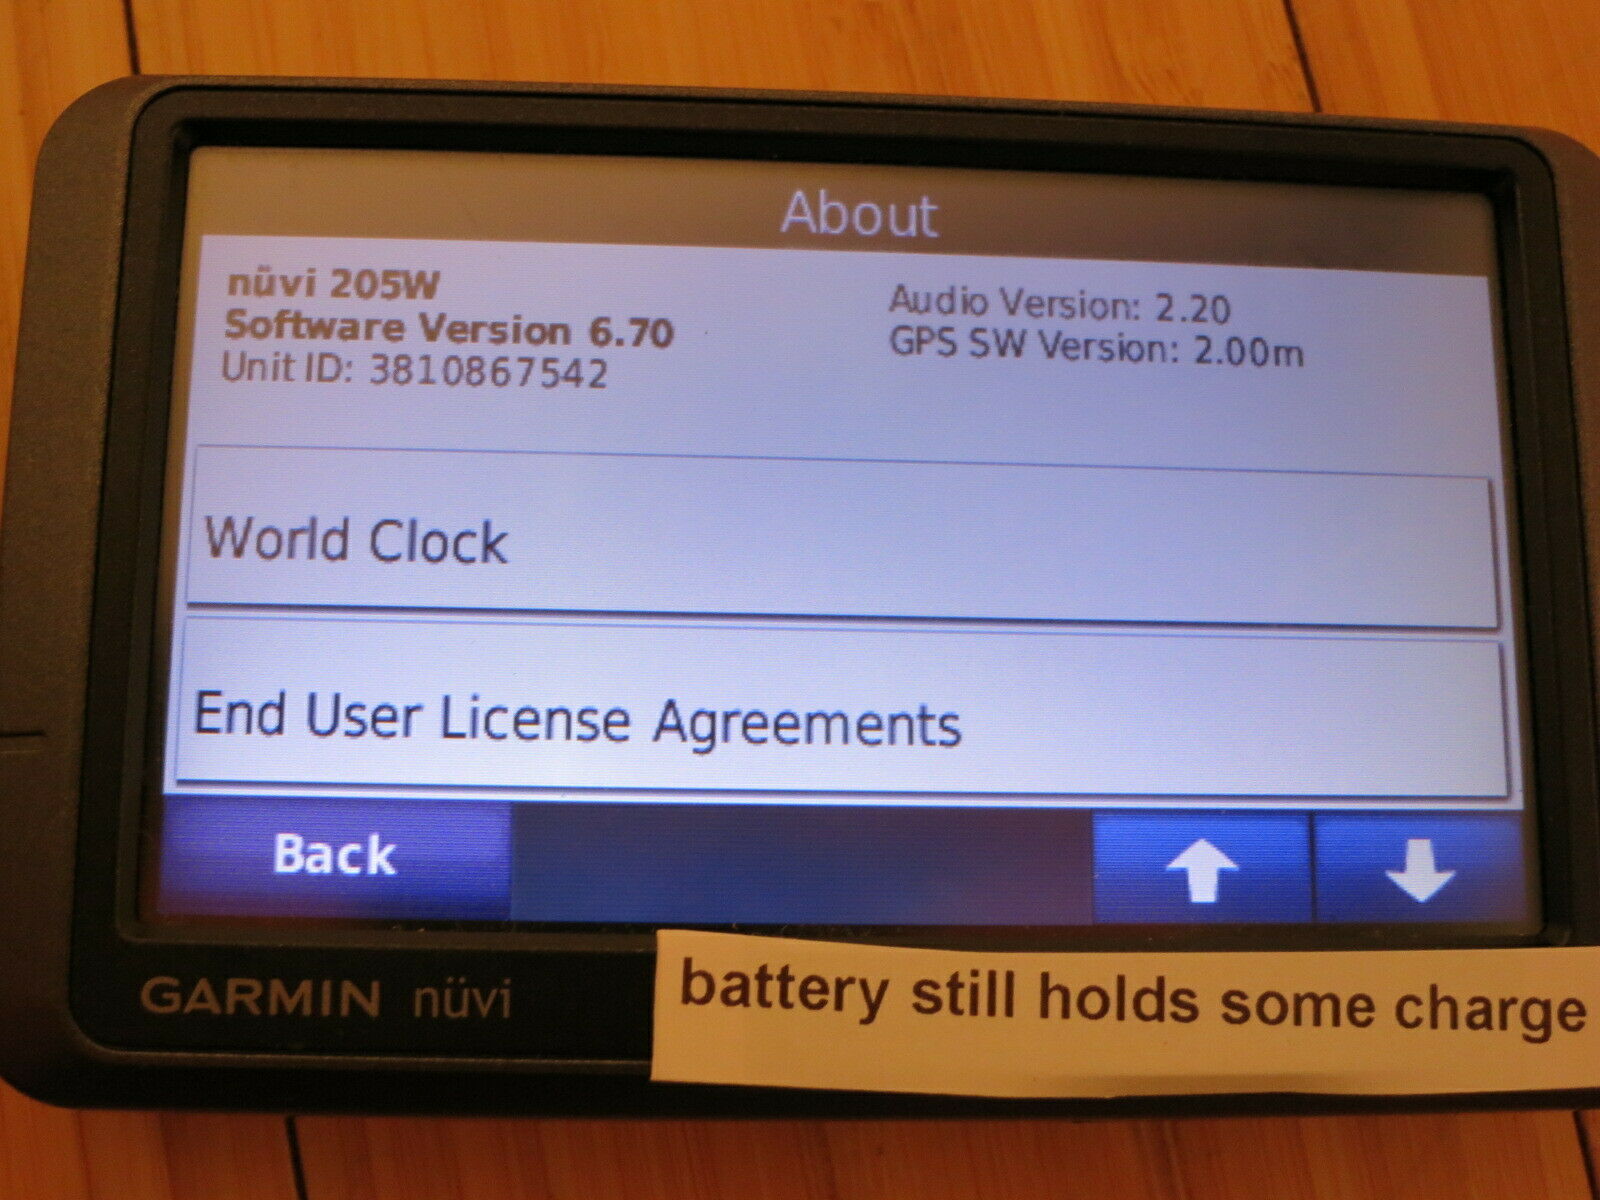 About
nüvi 205W
Software Version 6.70
Unit ID: 3810867542
Audio Version: 2.20
GPS SW Version: 2.00m
World Clock
End User License Agreements
Back
GARMIN nüvi
battery still holds some charge